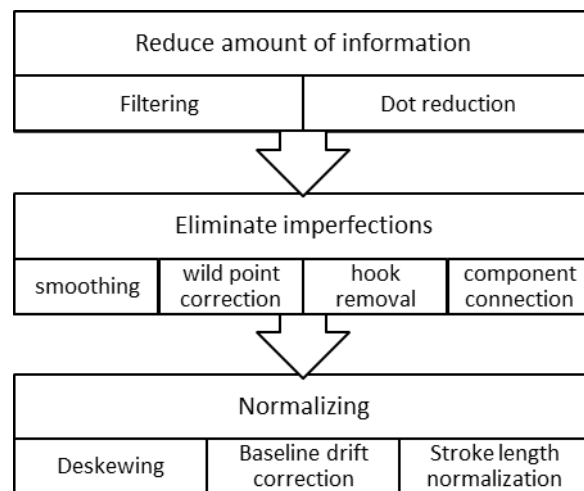 Reduce amount of information
Filtering
Dot reduction
Eliminate imperfections
smoothing
wild point
correction
hook
removal
component
connection
Normalizing
Deskewing
Baseline drift
correction
Stroke length
normalization